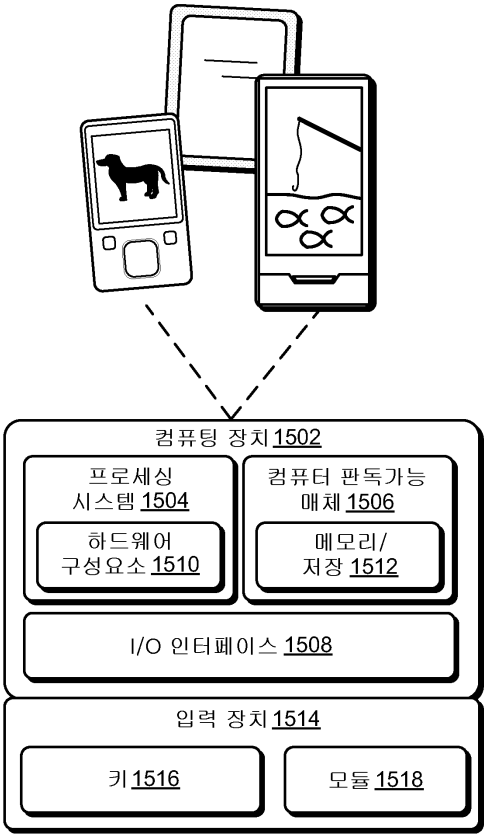 컴퓨팅 장치 1502
프로세싱
시스템 1504
하드웨어
구성요소 1510
컴퓨터 판독가능
매체 1506
메모리/
저장 1512
I/O 인터페이스 1508
입력 장치 1514
키 1516
모듈 1518